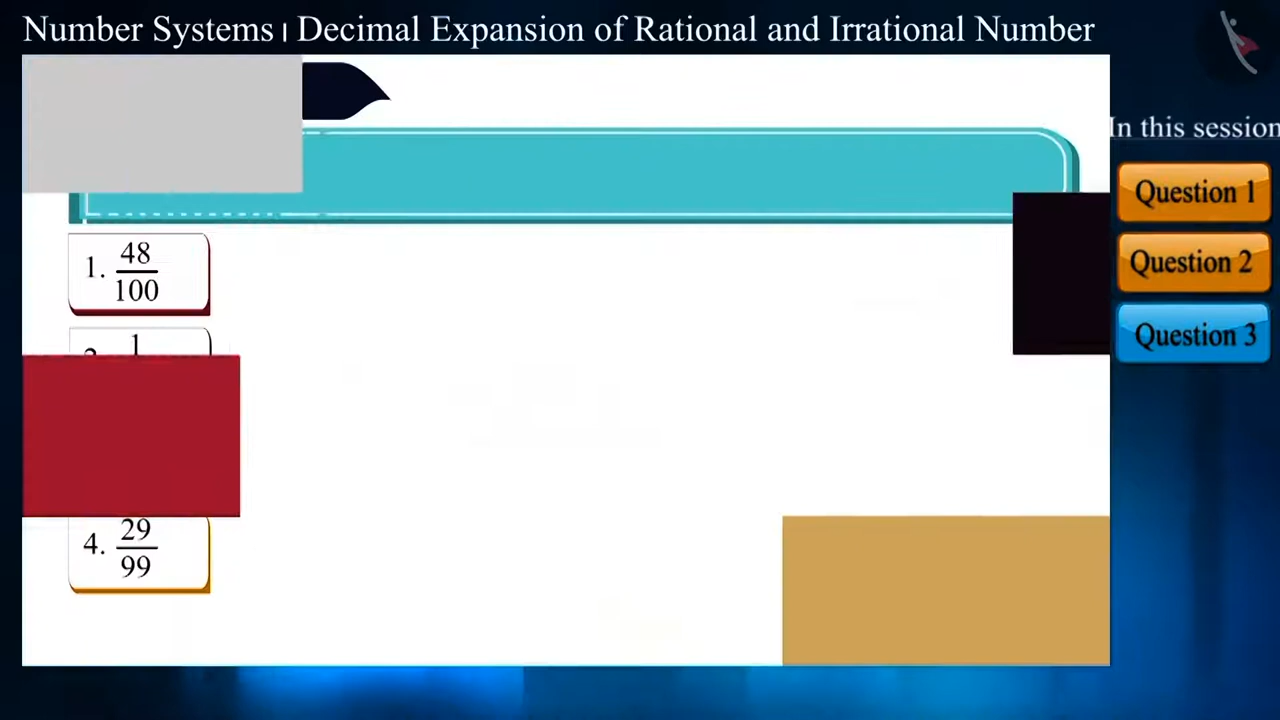 Number Systems | Decimal Expansion of Rational and Irrational Number
In this session
Question 1
Question 2
Question 3
1. 48/100
1
4. 29/99